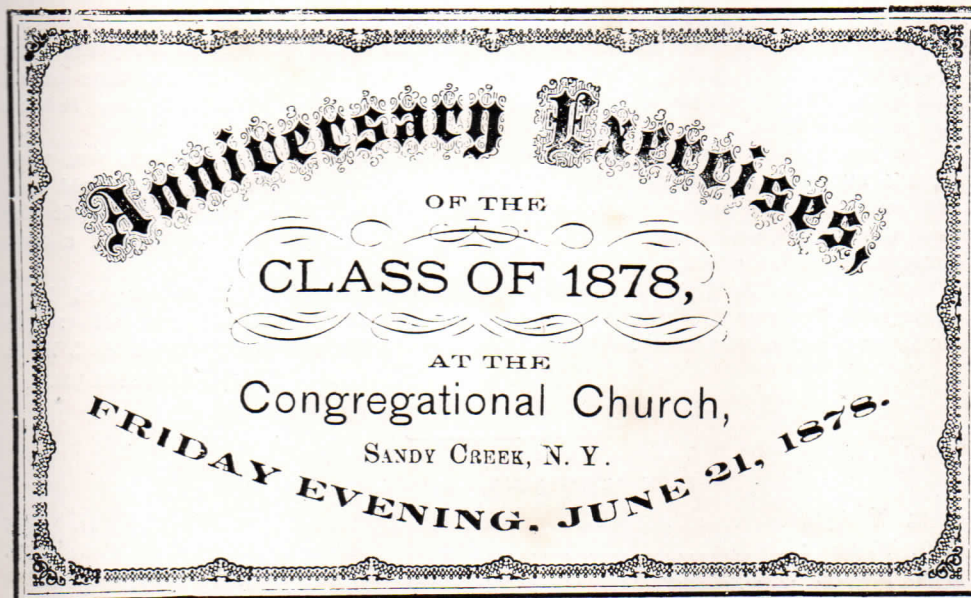 Anniversary Exercises,
OF THE
CLASS OF 1878,
AT THE
Congregational Church,
SANDY CREEK, N. Y.
FRIDAY EVENING. JUNE 21, 1878.